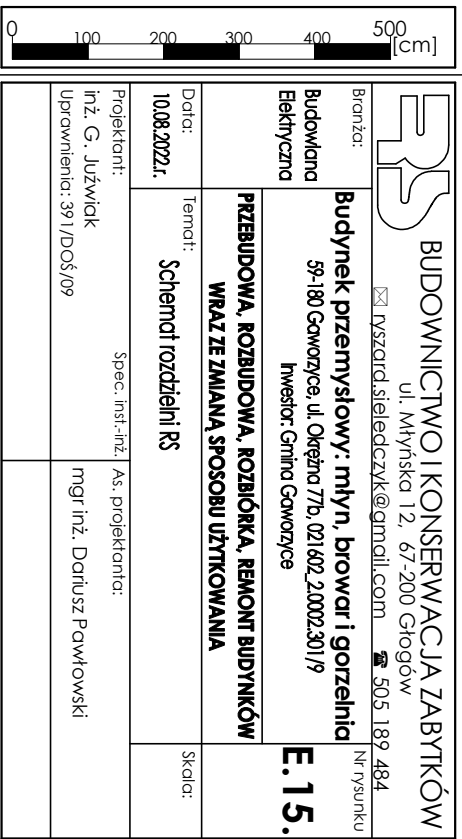 0 100 200 300 400 500 [cm]
RS
BUDOWNICTWO I KONSERWACJA ZABYTKÓW
ul. Młyńska 12, 67-200 Głogów
✉ ryszard.sieledczyk@gmail.com ☎ 505 189 484
Branża:
Budowlana
Elektryczna
Budynek przemysłowy: młyn, browar i gorzelnia
59-180 Gaworzyce, ul. Okrężna 77b, 021602_2.0002.301/9
Inwestor: Gmina Gaworzyce
Nr rysunku
E.15.
PRZEBUDOWA, ROZBUDOWA, ROZBIÓRKA, REMONT BUDYNKÓW
WRAZ ZE ZMIANĄ SPOSOBU UŻYTKOWANIA
Data:
10.08.2022.r.
Temat:
Schemat rozdzielni RS
Skala:
Projektant:
inż. G. Juźwiak
Uprawnienia: 391/DOŚ/09
Spec. inst.-inż.
As. projektanta:
mgr inż. Dariusz Pawłowski